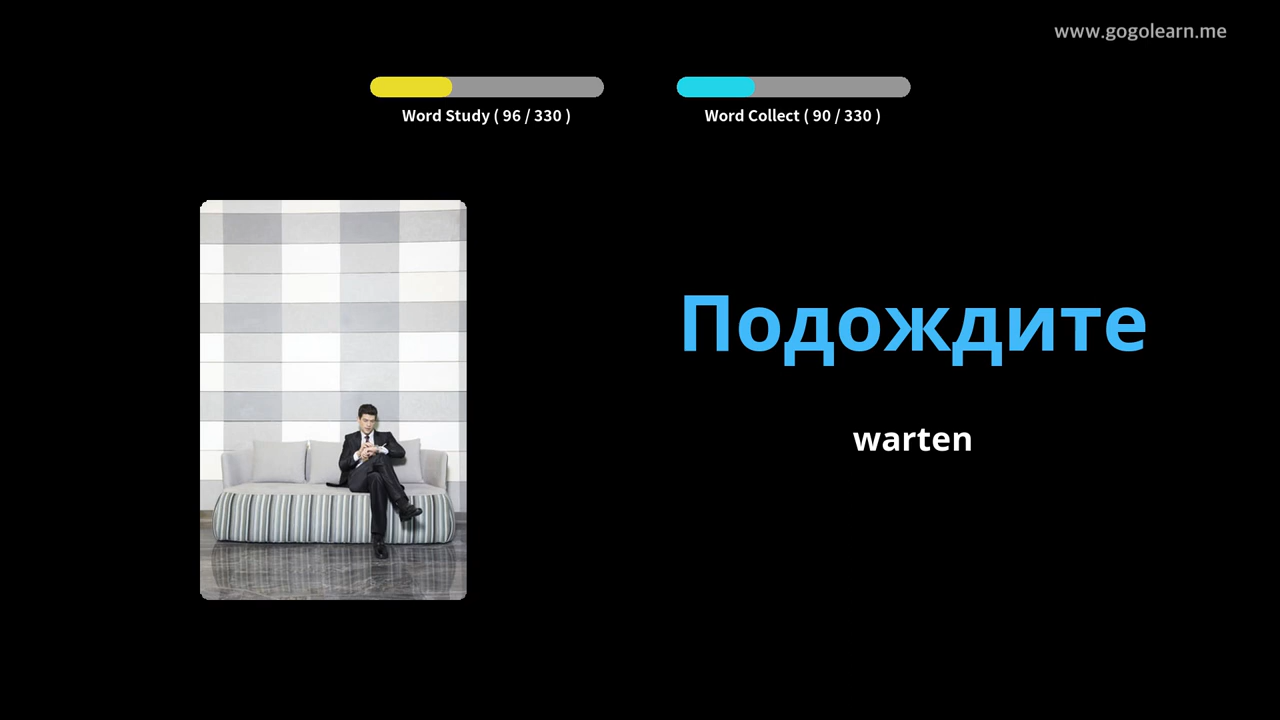 www.gogolearn.me
Word Study ( 96 / 330 )
Word Collect ( 90 / 330 )
Подождите
warten